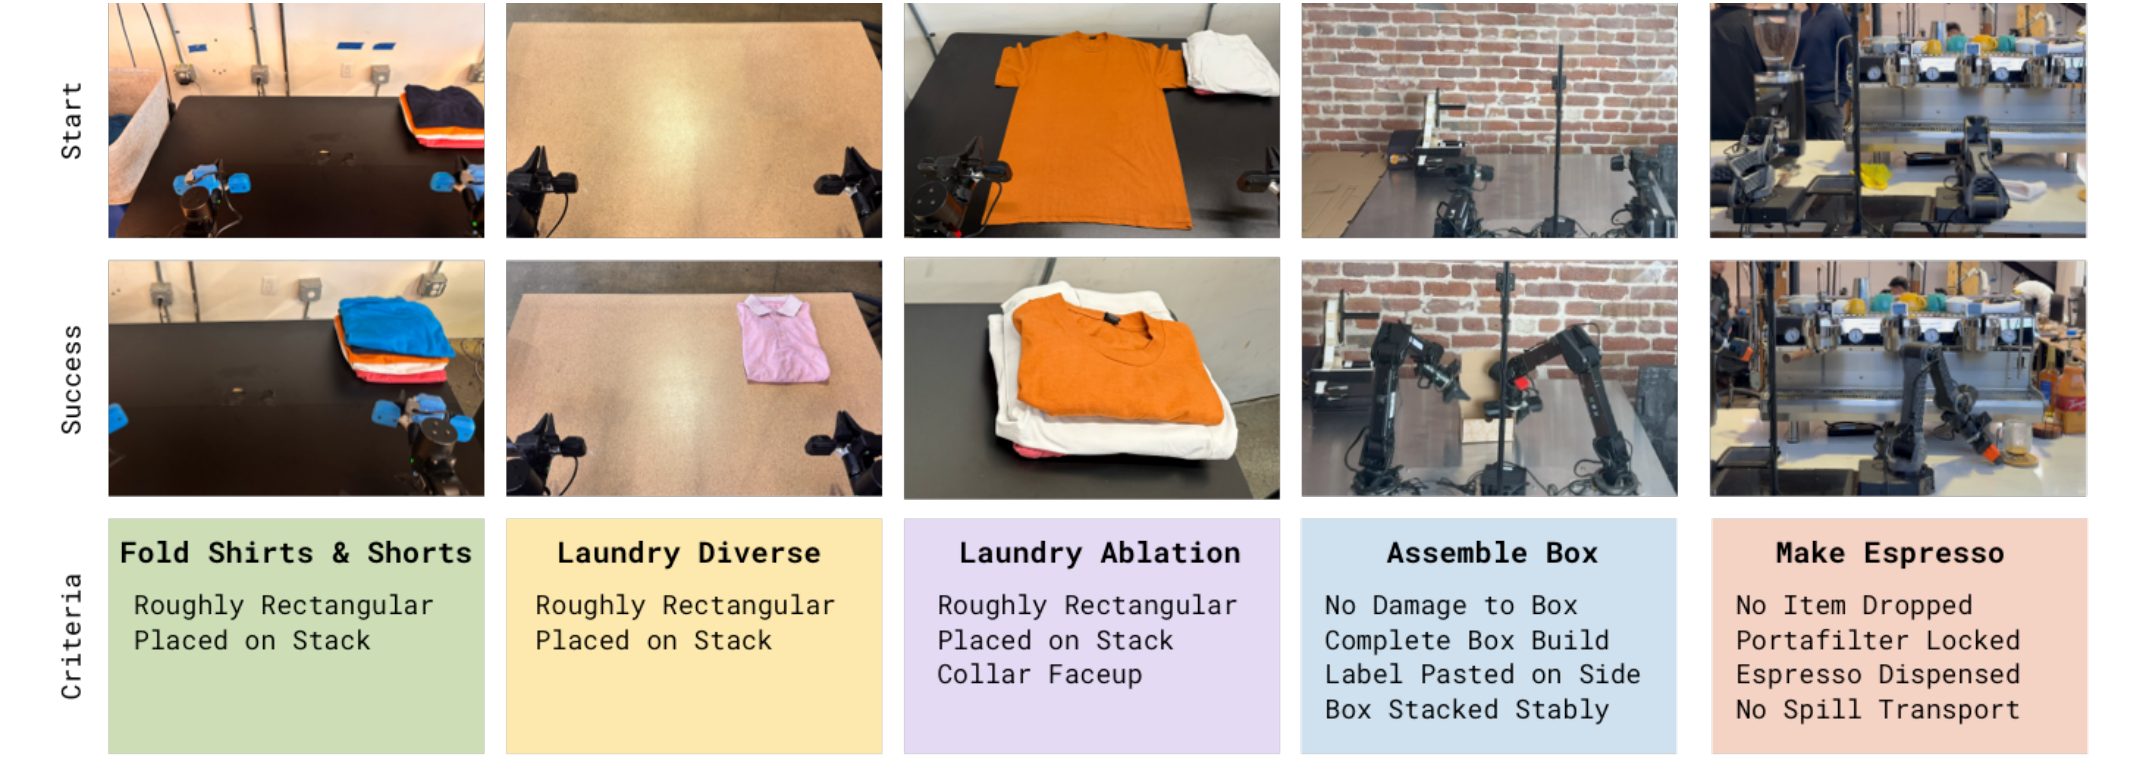 Start
Success
Criteria
Fold Shirts & Shorts
Roughly Rectangular
Placed on Stack
Laundry Diverse
Roughly Rectangular
Placed on Stack
Laundry Ablation
Roughly Rectangular
Placed on Stack
Collar Faceup
Assemble Box
No Damage to Box
Complete Box Build
Label Pasted on Side
Box Stacked Stably
Make Espresso
No Item Dropped
Portafilter Locked
Espresso Dispensed
No Spill Transport